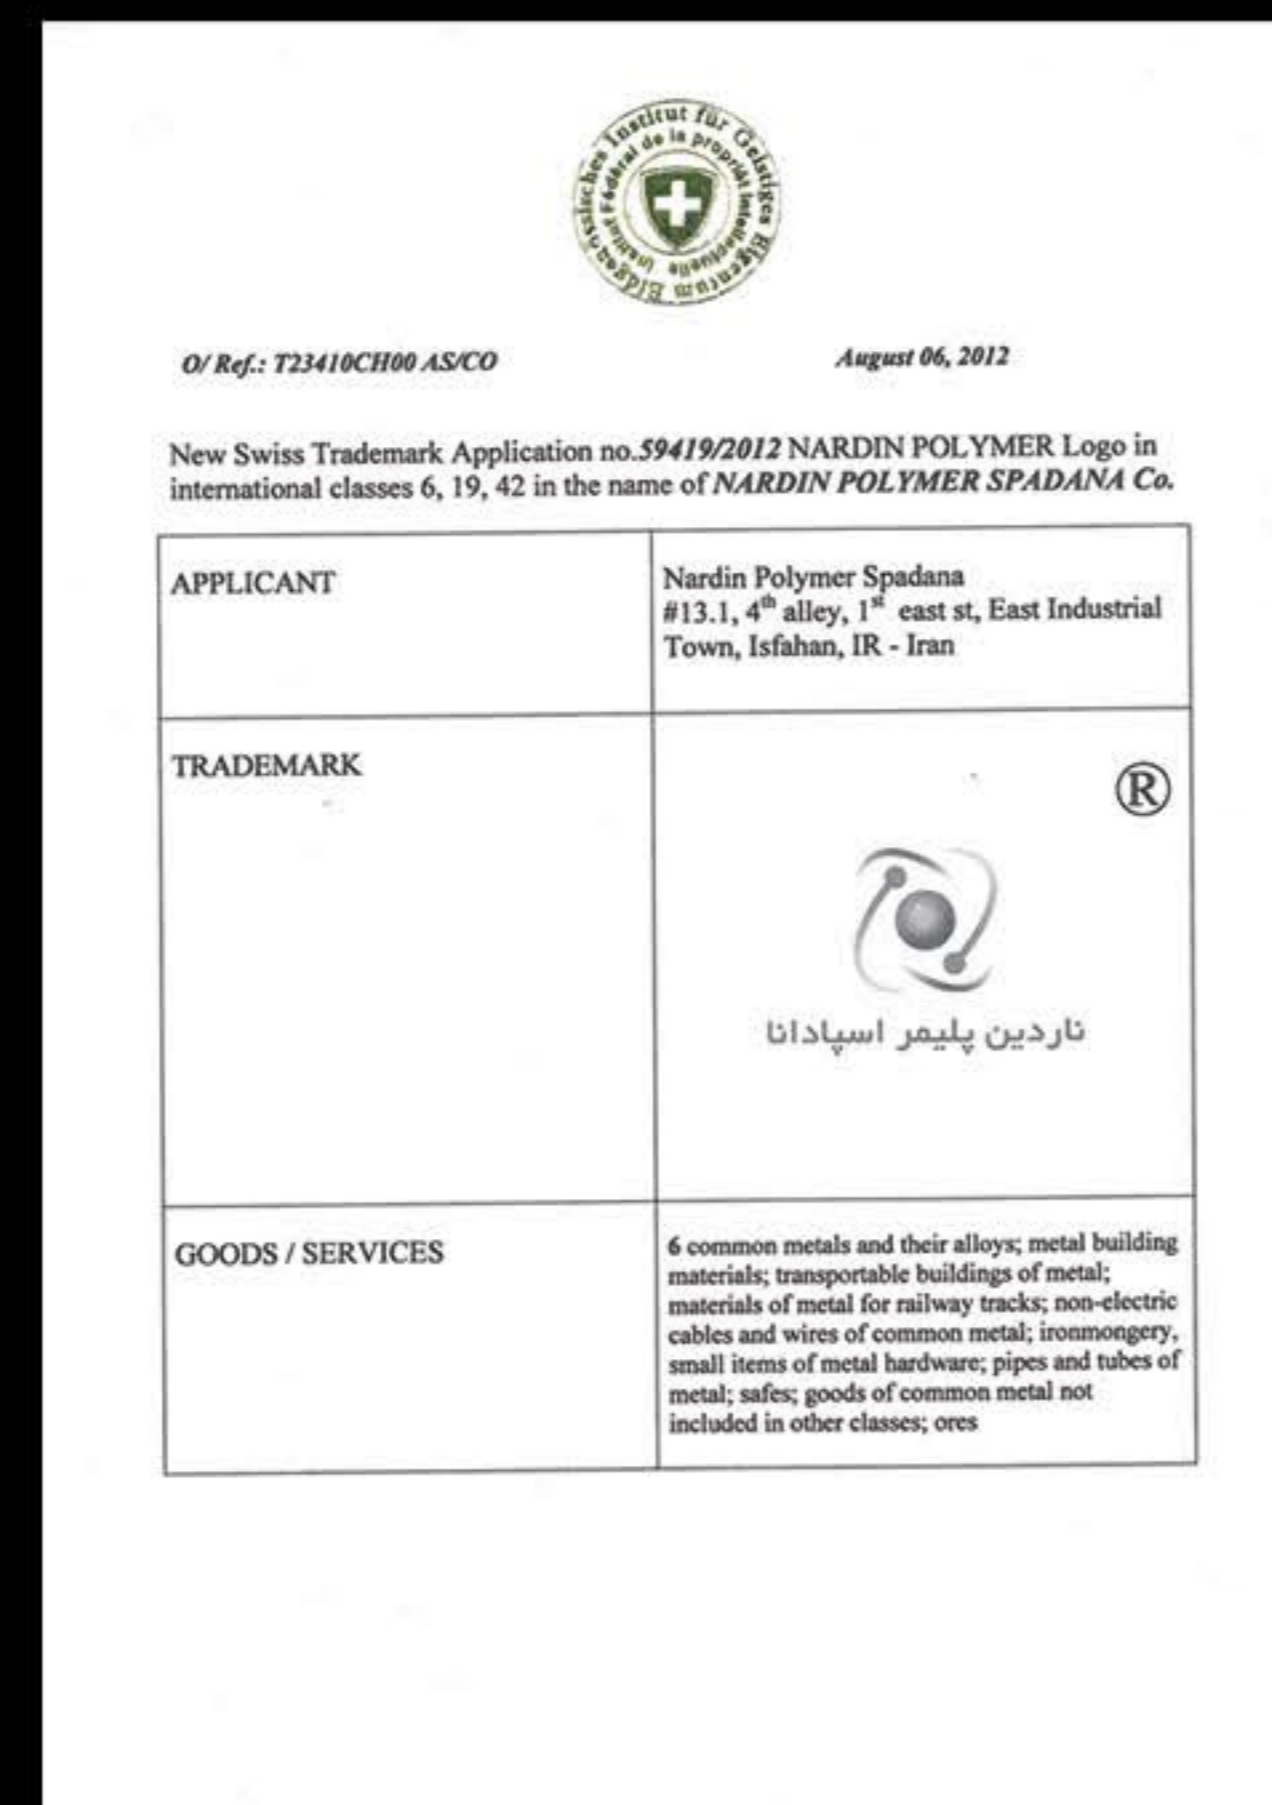 Eidgenössisches Institut für Geistiges Eigentum
Institut Fédéral de la propriét Intellectuelle
O/ Ref.: T23410CH00 AS/CO
August 06, 2012
New Swiss Trademark Application no.59419/2012 NARDIN POLYMER Logo in
international classes 6, 19, 42 in the name of NARDIN POLYMER SPADANA Co.
APPLICANT
Nardin Polymer Spadana
#13.1, 4th alley, 1st east st, East Industrial
Town, Isfahan, IR - Iran
TRADEMARK
®
ناردین پلیمر اسپادانا
GOODS / SERVICES
6 common metals and their alloys; metal building
materials; transportable buildings of metal;
materials of metal for railway tracks; non-electric
cables and wires of common metal; ironmongery,
small items of metal hardware; pipes and tubes of
metal; safes; goods of common metal not
included in other classes; ores